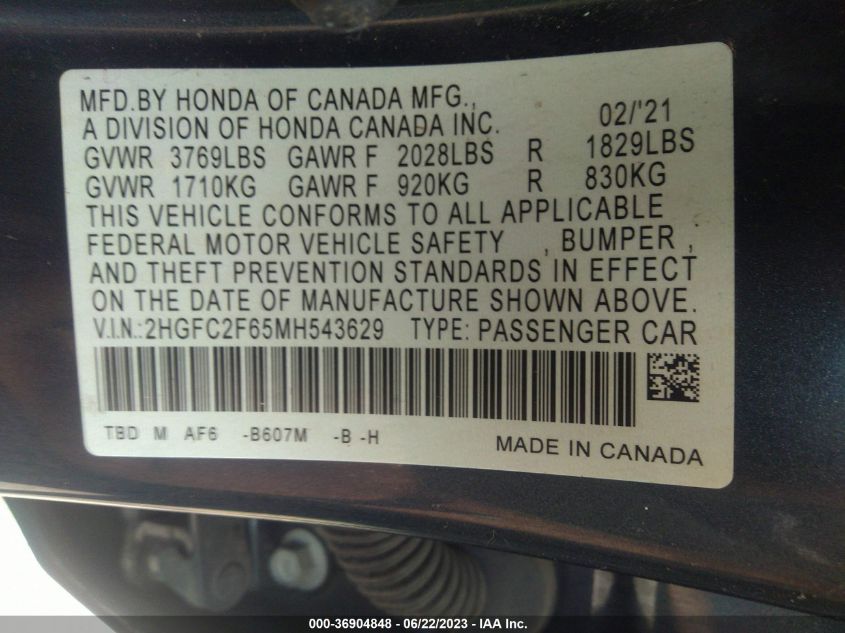 MFD.BY HONDA OF CANADA MFG., 02/'21
A DIVISION OF HONDA CANADA INC.
GVWR 3769LBS GAWR F 2028LBS R 1829LBS
GVWR 1710KG GAWR F 920KG R 830KG
THIS VEHICLE CONFORMS TO ALL APPLICABLE
FEDERAL MOTOR VEHICLE SAFETY , BUMPER ,
AND THEFT PREVENTION STANDARDS IN EFFECT
ON THE DATE OF MANUFACTURE SHOWN ABOVE.
V.I.N.:2HGFC2F65MH543629 TYPE: PASSENGER CAR
TBD M AF6 -B607M -B -H
MADE IN CANADA
000-36904848 - 06/22/2023 - IAA Inc.